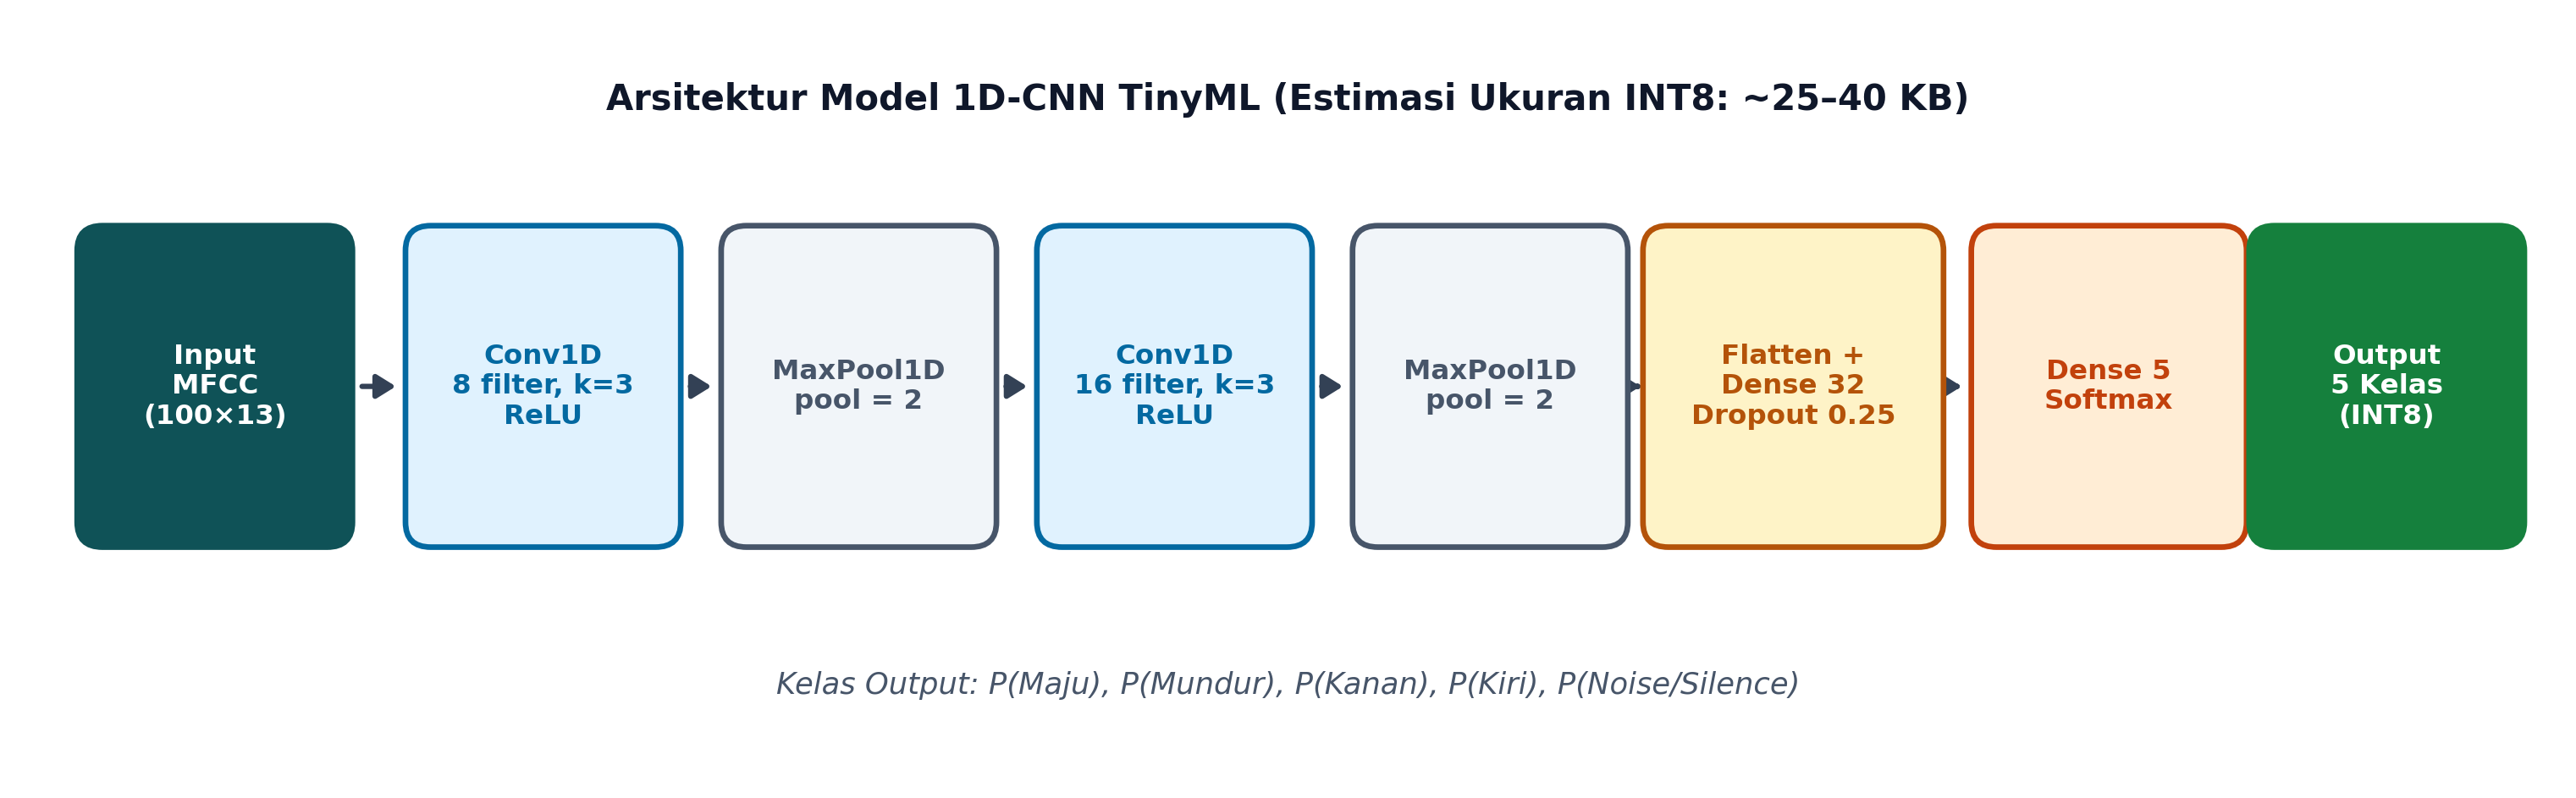 Arsitektur Model 1D-CNN TinyML (Estimasi Ukuran INT8: ~25–40 KB)
Input
MFCC
(100×13)
Conv1D
8 filter, k=3
ReLU
MaxPool1D
pool = 2
Conv1D
16 filter, k=3
ReLU
MaxPool1D
pool = 2
Flatten +
Dense 32
Dropout 0.25
Dense 5
Softmax
Output
5 Kelas
(INT8)
Kelas Output: P(Maju), P(Mundur), P(Kanan), P(Kiri), P(Noise/Silence)